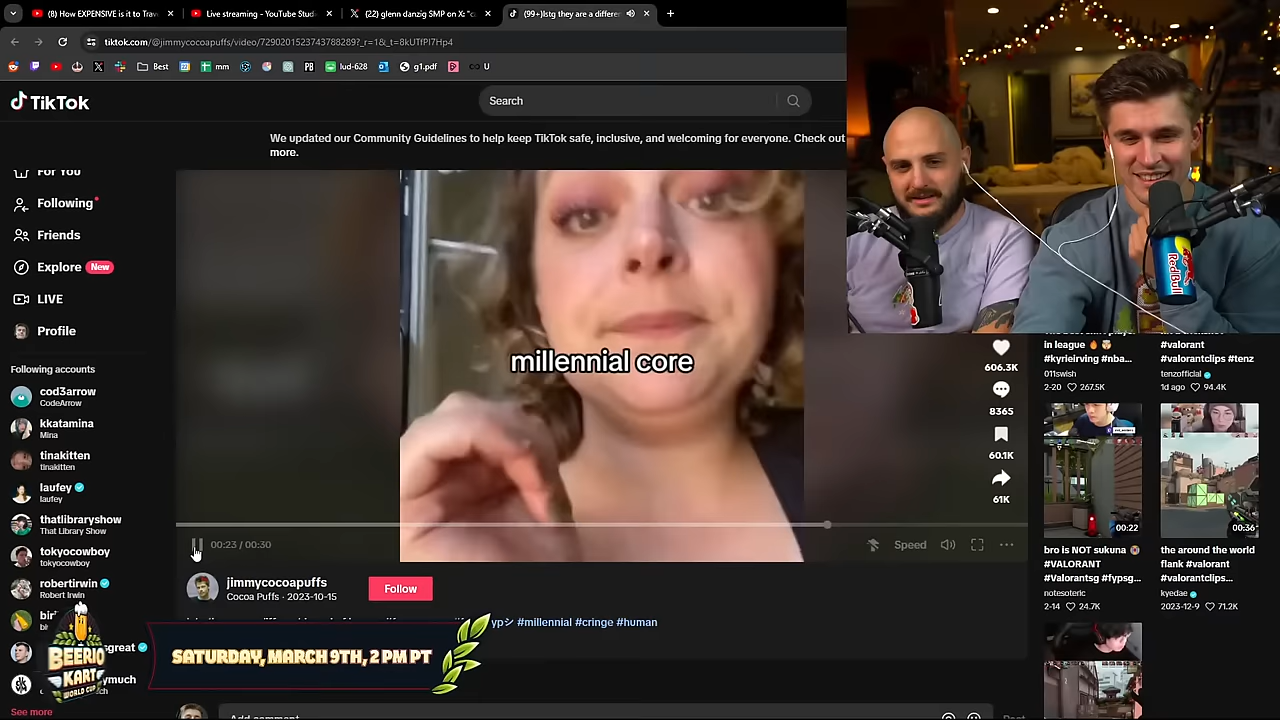 (8) How EXPENSIVE is it to Trav
Live streaming - YouTube Studi
(22) glenn danzig SMP on X: "c
(99+)Istg they are a differe
tiktok.com/@jimmycocoapuffs/video/7290201523743788289?_r=1&_t=8kUTfPl7Hp4
Best
mm
PB
lud-628
g1.pdf
U
TikTok
Search
We updated our Community Guidelines to help keep TikTok safe, inclusive, and welcoming for everyone. Check out
more.
For You
Following
Friends
Explore New
LIVE
Profile
Following accounts
cod3arrow
CodeArrow
kkatamina
Mina
tinakitten
tinakitten
laufey
laufey
thatlibraryshow
That Library Show
tokyocowboy
tokyocowboy
robertirwin
Robert Irwin
See more
millennial core
RedBull
00:23 / 00:30
Speed
606.3K
8365
60.1K
61K
jimmycocoapuffs
Cocoa Puffs · 2023-10-15
Follow
#millennial #cringe #human
BEERIO
KART
WORLD CUP
SATURDAY, MARCH 9TH, 2 PM PT
Add comment
Post
in league 🔥
#kyrieirving #nba...
011swish
2-20 267.5K
#valorant
#valorantclips #tenz
tenzofficial
1d ago 94.4K
00:22
00:36
bro is NOT sukuna
#VALORANT
#Valorantsg #fypsg...
notesoteric
2-14 24.7K
the around the world
flank #valorant
#valorantclips...
kyedae
2023-12-9 71.2K